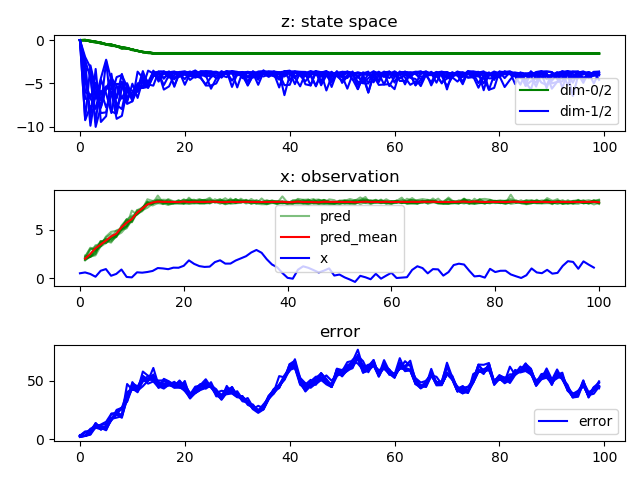 z: state space
0
−5
−10
dim-0/2
dim-1/2
0 20 40 60 80 100
x: observation
5
0
pred
pred_mean
x
0 20 40 60 80 100
error
50
0
error
0 20 40 60 80 100